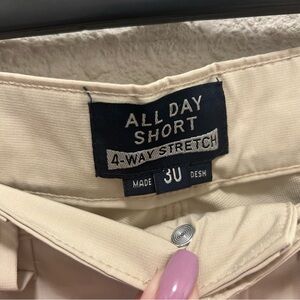 ALL DAY
SHORT
4-WAY STRETCH
MADE 30 DESH